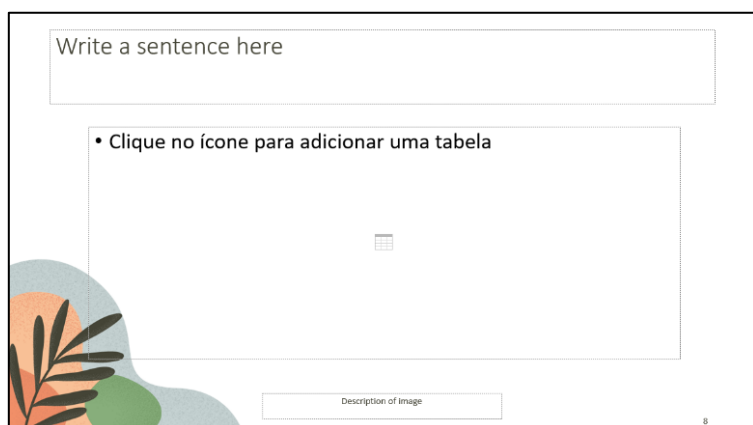 Write a sentence here
• Clique no ícone para adicionar uma tabela
Description of Image
8